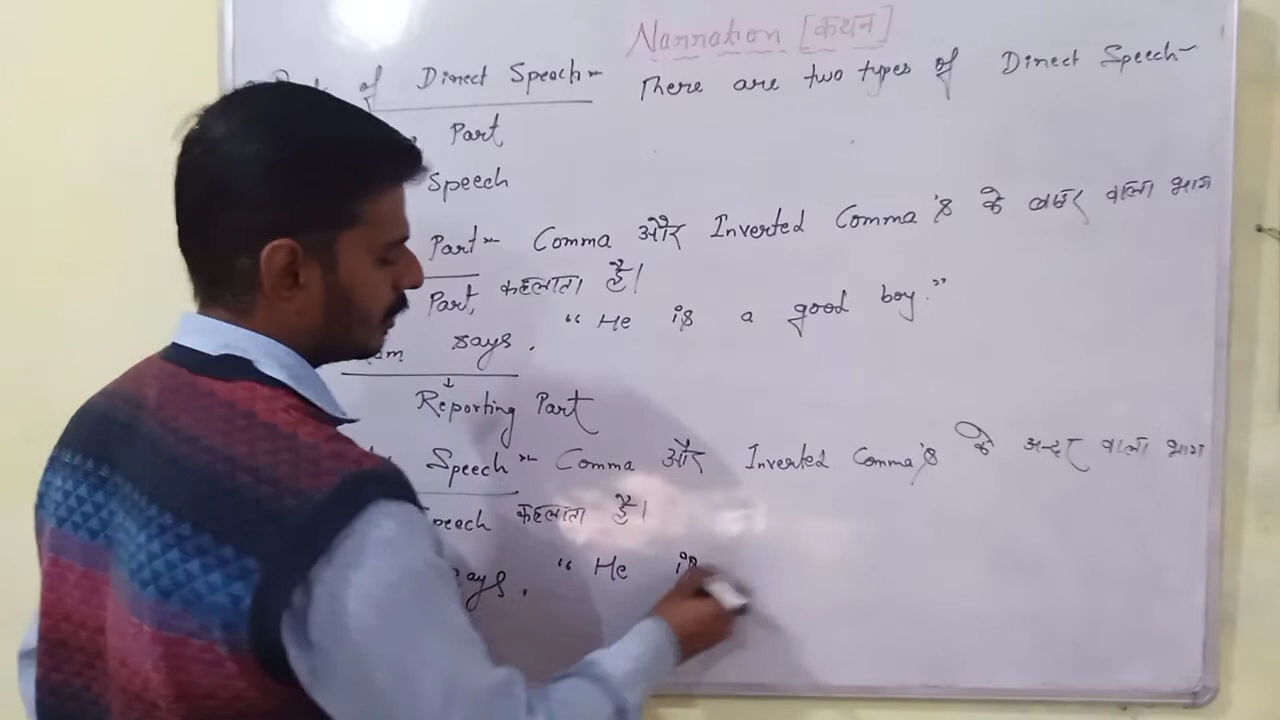 Narration [कथन]
of Direct Speech- There are two types of Direct Speech-
Part
Speech
Part- Comma और Inverted Comma's के बाहर वाला भाग
Part, कहलाता है।
says. "He is a good boy."
Reporting Part
Speech- Comma और Inverted Comma's के अन्दर वाला भाग
कहलाता है।
"He is